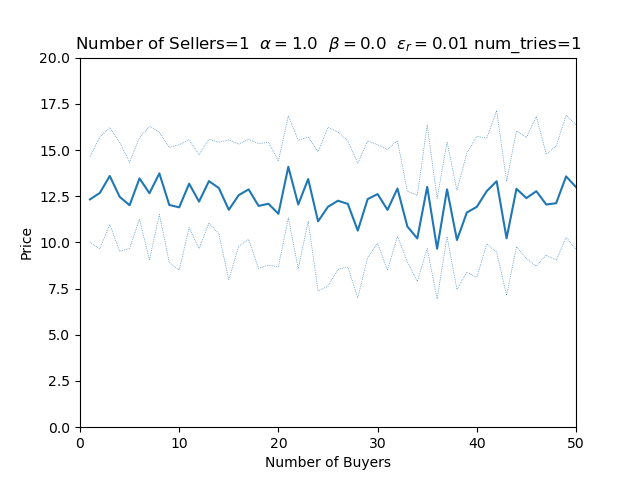 Number of Sellers=1 α = 1.0 β = 0.0 εᵣ = 0.01 num_tries=1
20.0
17.5
15.0
12.5
10.0
7.5
5.0
2.5
0.0
Price
0 10 20 30 40 50
Number of Buyers